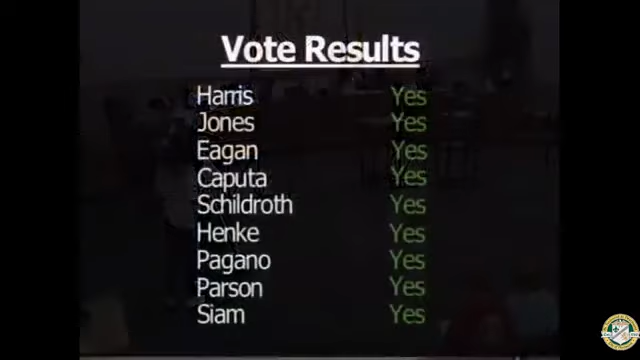 Vote Results
Harris Yes
Jones Yes
Eagan Yes
Caputa Yes
Schildroth Yes
Henke Yes
Pagano Yes
Parson Yes
Siam Yes